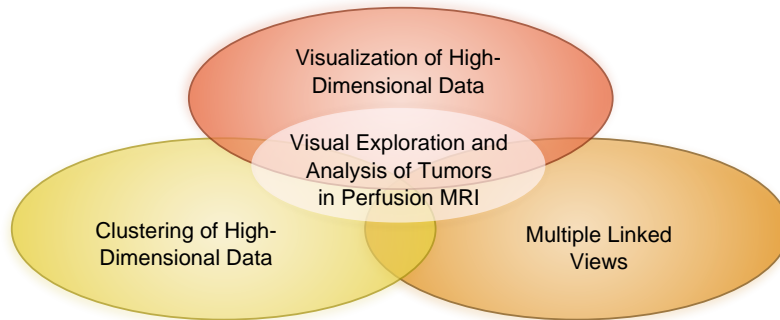 Visualization of High-
Dimensional Data
Visual Exploration and
Analysis of Tumors
in Perfusion MRI
Clustering of High-
Dimensional Data
Multiple Linked
Views